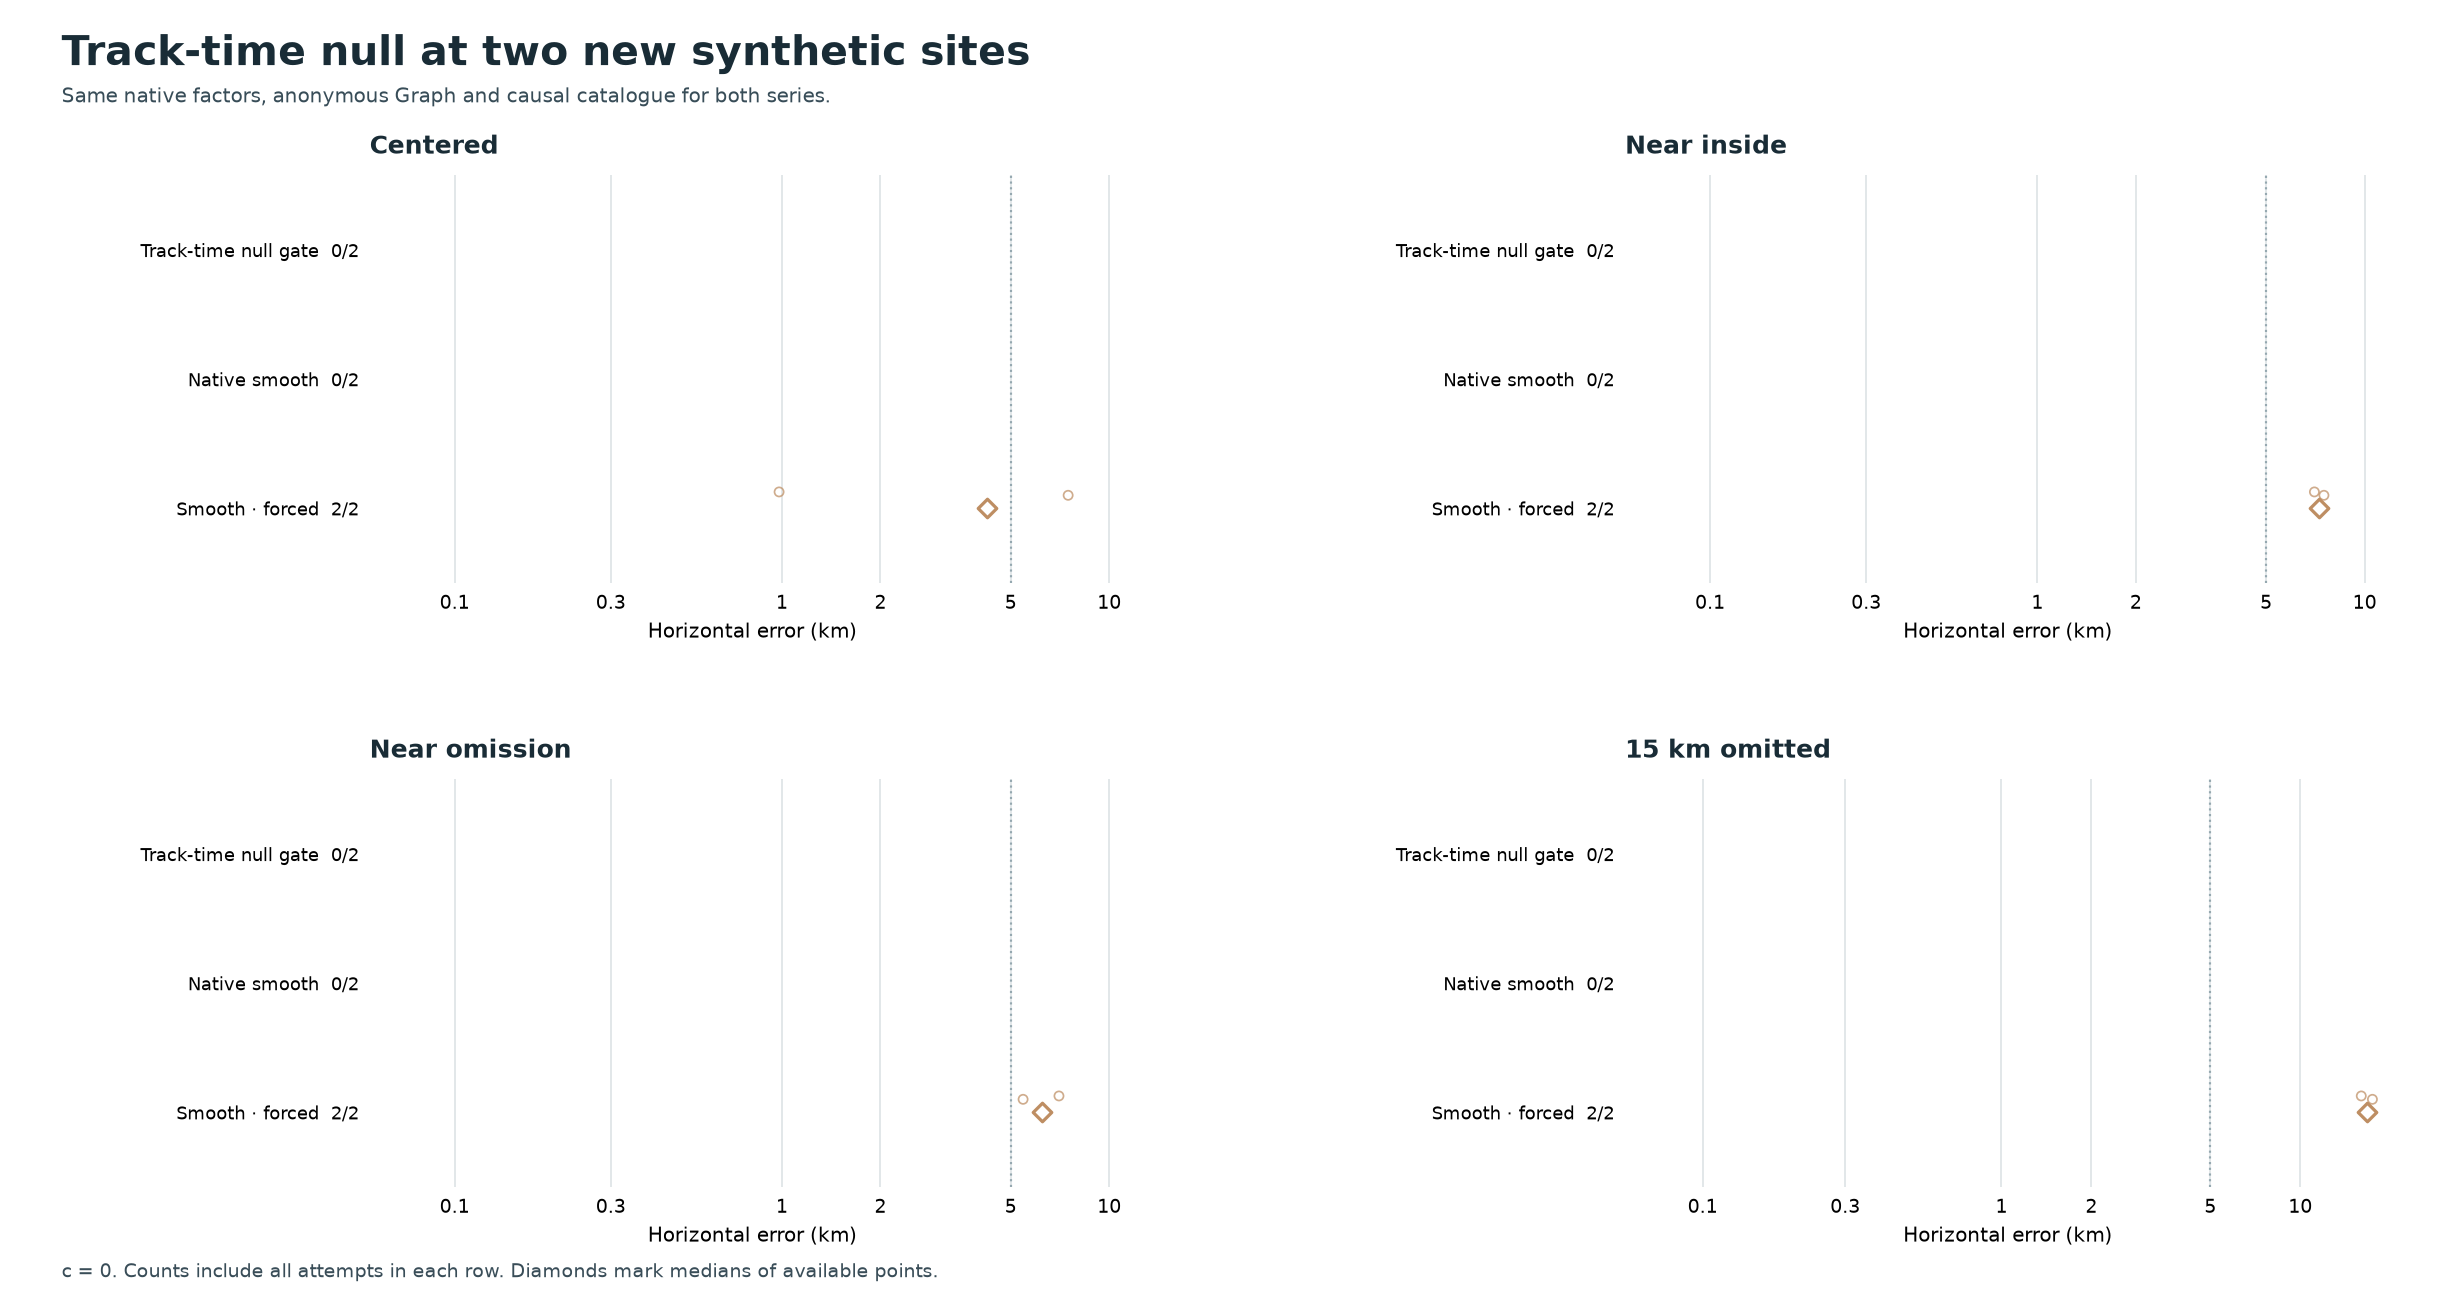 Track-time null at two new synthetic sites
Same native factors, anonymous Graph and causal catalogue for both series.
Centered
Track-time null gate 0/2
Native smooth 0/2
Smooth · forced 2/2
0.1 0.3 1 2 5 10
Horizontal error (km)
Near inside
Track-time null gate 0/2
Native smooth 0/2
Smooth · forced 2/2
0.1 0.3 1 2 5 10
Horizontal error (km)
Near omission
Track-time null gate 0/2
Native smooth 0/2
Smooth · forced 2/2
0.1 0.3 1 2 5 10
Horizontal error (km)
15 km omitted
Track-time null gate 0/2
Native smooth 0/2
Smooth · forced 2/2
0.1 0.3 1 2 5 10
Horizontal error (km)
c = 0. Counts include all attempts in each row. Diamonds mark medians of available points.